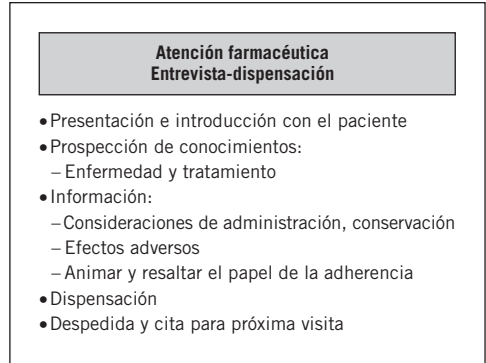 Atención farmacéutica
Entrevista-dispensación
• Presentación e introducción con el paciente
• Prospección de conocimientos:
– Enfermedad y tratamiento
• Información:
– Consideraciones de administración, conservación
– Efectos adversos
– Animar y resaltar el papel de la adherencia
• Dispensación
• Despedida y cita para próxima visita